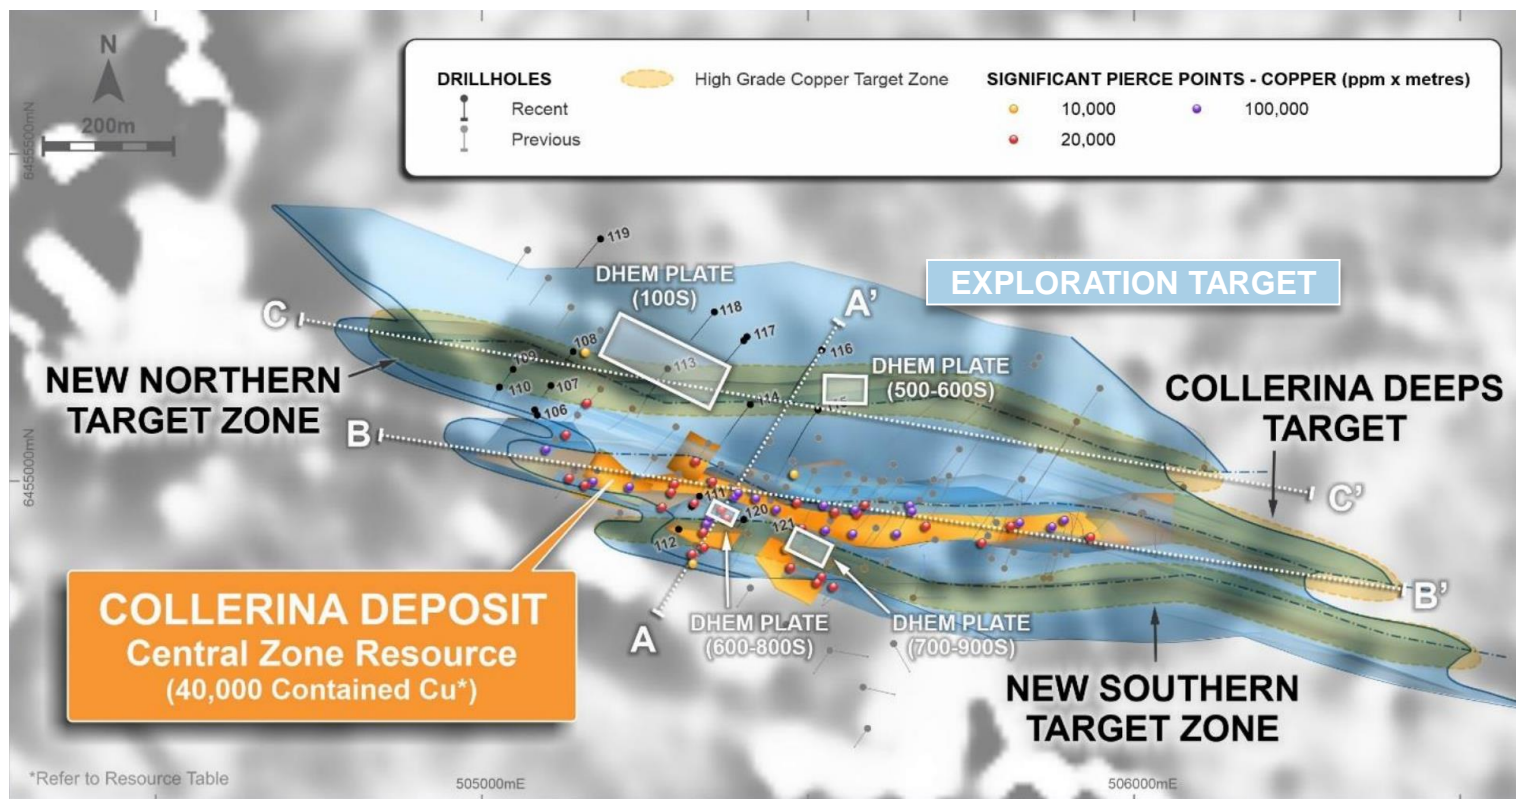 N
200m
DRILLHOLES
Recent
Previous
High Grade Copper Target Zone
SIGNIFICANT PIERCE POINTS - COPPER (ppm x metres)
10,000
100,000
20,000
6455500mN
119
DHEM PLATE
(100S)
EXPLORATION TARGET
C
118
A'
117
108
116
109
113
DHEM PLATE
(500-600S)
NEW NORTHERN
TARGET ZONE
110
107
114
106
COLLERINA DEEPS
TARGET
B
6455000mN
C'
111
120
121
112
B'
A
DHEM PLATE
(600-800S)
DHEM PLATE
(700-900S)
COLLERINA DEPOSIT
Central Zone Resource
(40,000 Contained Cu*)
NEW SOUTHERN
TARGET ZONE
*Refer to Resource Table
505000mE
506000mE